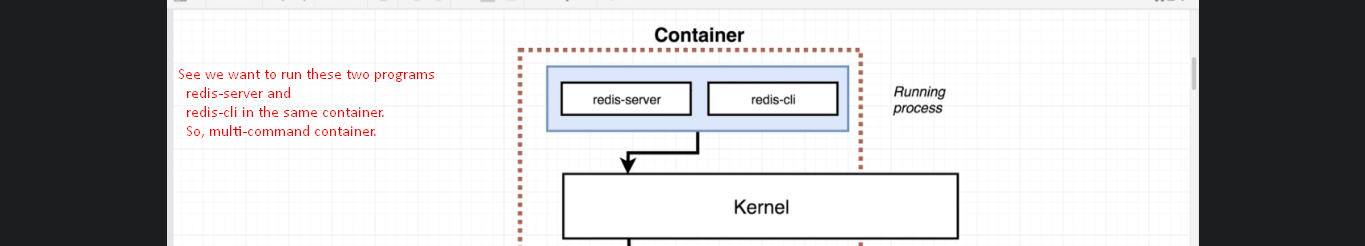 Container
See we want to run these two programs
redis-server and
redis-cli in the same container.
So, multi-command container.
redis-server
redis-cli
Running
process
Kernel